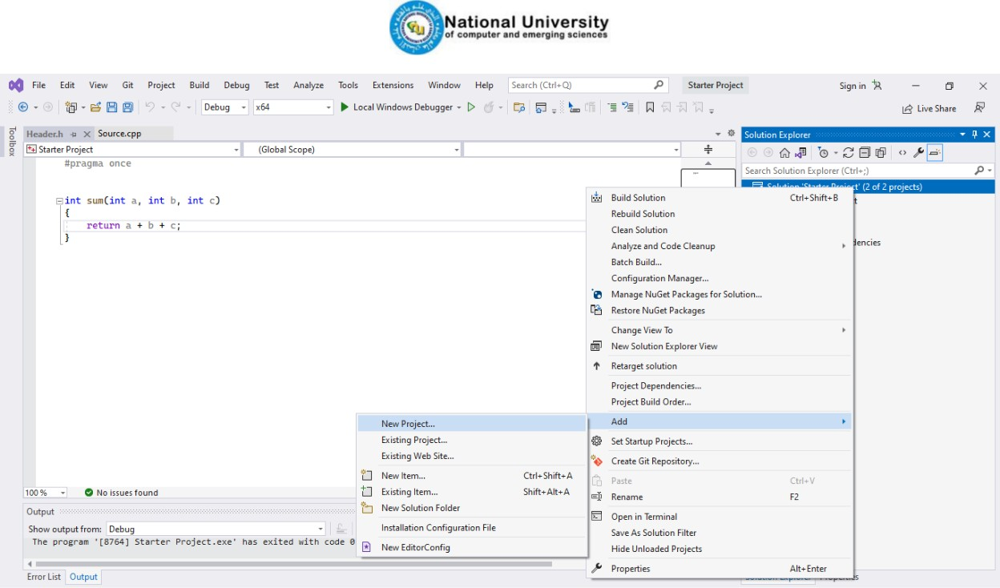 National University
of computer and emerging sciences
File Edit View Git Project Build Debug Test Analyze Tools Extensions Window Help Search (Ctrl+Q) Starter Project Sign in
Debug x64 Local Windows Debugger Live Share
Toolbox
Header.h Source.cpp
Solution Explorer
Starter Project (Global Scope)
#pragma once
Search Solution Explorer (Ctrl+;)
Solution 'Starter Project' (2 of 2 projects)
int sum(int a, int b, int c)
{
return a + b + c;
}
Build Solution Ctrl+Shift+B
Rebuild Solution
Clean Solution
Analyze and Code Cleanup
Batch Build...
Configuration Manager...
Manage NuGet Packages for Solution...
Restore NuGet Packages
Change View To
New Solution Explorer View
Retarget solution
Project Dependencies...
Project Build Order...
Add
Set Startup Projects...
Create Git Repository...
Paste Ctrl+V
Rename F2
Open in Terminal
Save As Solution Filter
Hide Unloaded Projects
Properties Alt+Enter
New Project...
Existing Project...
Existing Web Site...
New Item... Ctrl+Shift+A
Existing Item... Shift+Alt+A
New Solution Folder
Installation Configuration File
New EditorConfig
100 % No issues found
Output
Show output from: Debug
The program '[8764] Starter Project.exe' has exited with code 0
Error List Output
Solution Explorer Properties